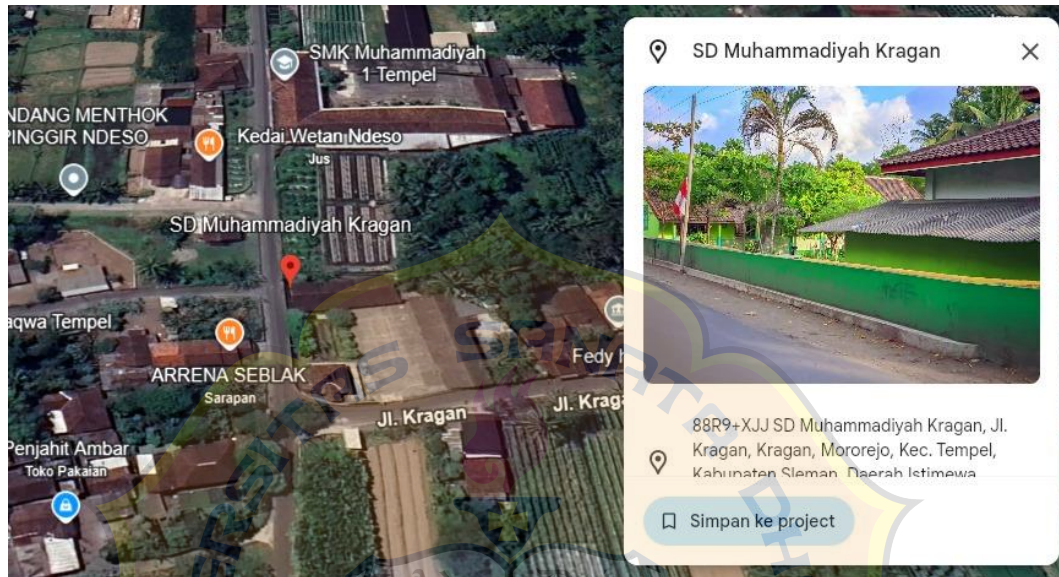 SMK Muhammadiyah
1 Tempel
NDANG MENTHOK
PINGGIR NDESO
Kedai Wetan Ndeso
Jus
SD Muhammadiyah Kragan
aqwa Tempel
ARRENA SEBLAK
Sarapan
Fedy
Jl. Kragan
Jl. Kraga
Penjahit Ambar
Toko Pakaian
SD Muhammadiyah Kragan
88R9+XJJ SD Muhammadiyah Kragan, Jl.
Kragan, Kragan, Mororejo, Kec. Tempel,
Kabupaten Sleman, Daerah Istimewa
Simpan ke project